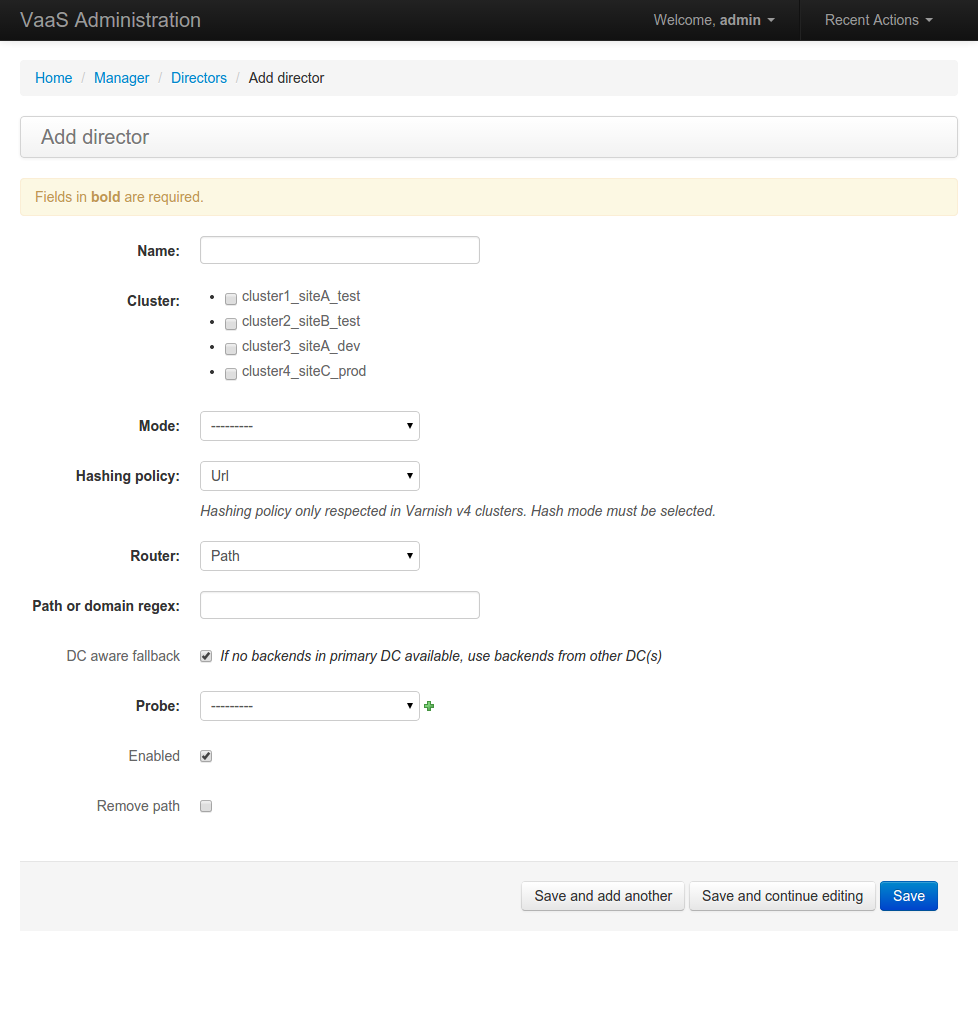 VaaS Administration Welcome, admin Recent Actions
Home / Manager / Directors / Add director
Add director
Fields in bold are required.
Name:
Cluster:
• cluster1_siteA_test
• cluster2_siteB_test
• cluster3_siteA_dev
• cluster4_siteC_prod
Mode: ---------
Hashing policy: Url
Hashing policy only respected in Varnish v4 clusters. Hash mode must be selected.
Router: Path
Path or domain regex:
DC aware fallback If no backends in primary DC available, use backends from other DC(s)
Probe: ---------
Enabled
Remove path
Save and add another Save and continue editing Save